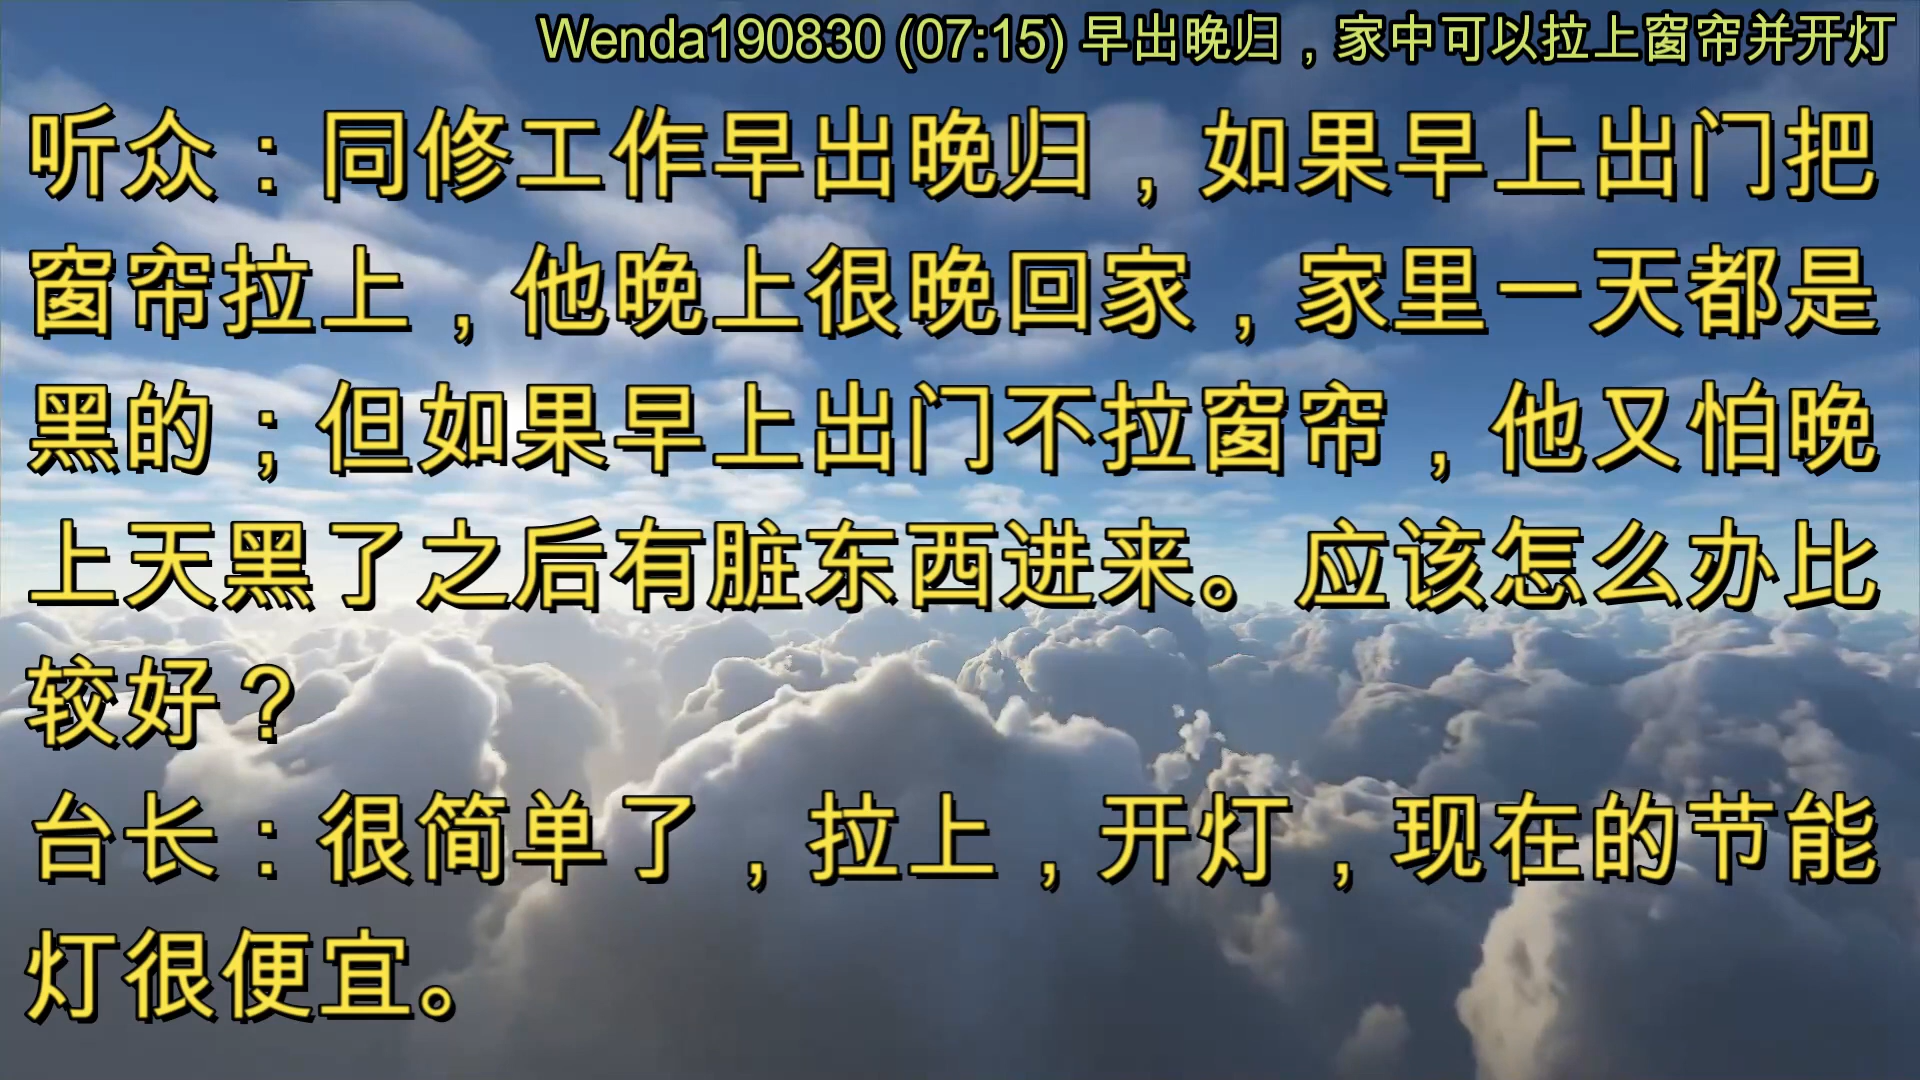 Wenda190830 (07:15) 早出晚归，家中可以拉上窗帘并开灯
听众：同修工作早出晚归，如果早上出门把
窗帘拉上，他晚上很晚回家，家里一天都是
黑的；但如果早上出门不拉窗帘，他又怕晚
上天黑了之后有脏东西进来。应该怎么办比
较好？
台长：很简单了，拉上，开灯，现在的节能
灯很便宜。